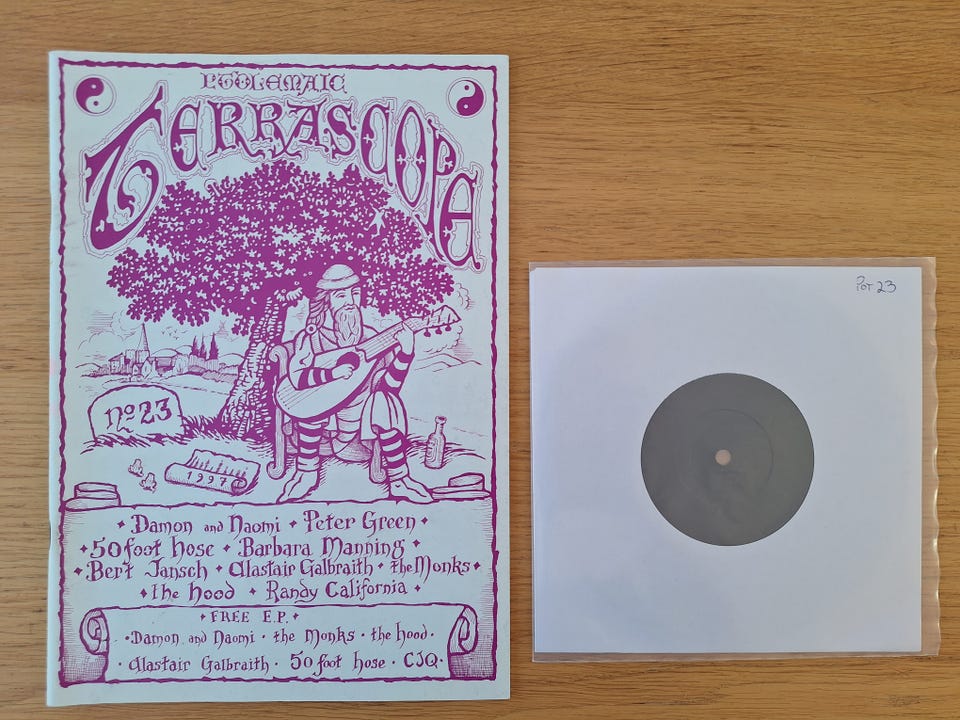 PTOLEMAIC
TERRASCOPE
Nº 23
1997
Damon and Naomi • Peter Green
50 foot hose • Barbara Manning
Bert Jansch • Alastair Galbraith • the Monks
the hood • Randy California
FREE E.P.
Damon and Naomi · the Monks · the hood
Alastair Galbraith · 50 foot hose · CJQ
POT 23